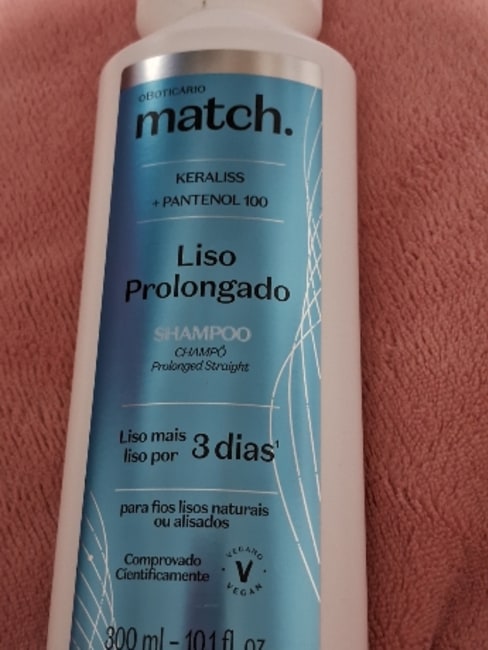 oBOTICÁRIO
match.
KERALISS
+ PANTENOL 100
Liso
Prolongado
SHAMPOO
CHAMPÔ
Prolonged Straight
Liso mais
liso por 3 dias¹
para fios lisos naturais
ou alisados
Comprovado
Cientificamente
VEGANO
V
VEGAN
300 ml – 10.1 fl. oz